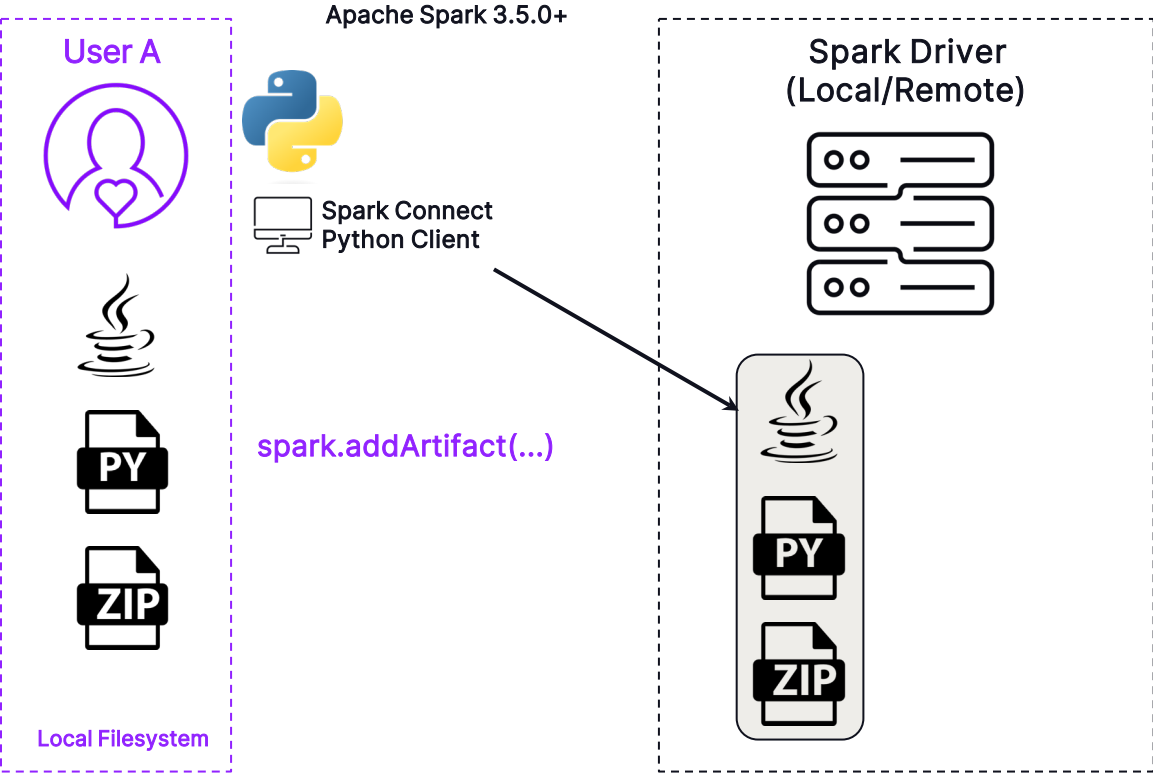 Apache Spark 3.5.0+
User A
Spark Driver
(Local/Remote)
Spark Connect
Python Client
PY
spark.addArtifact(...)
ZIP
PY
ZIP
Local Filesystem